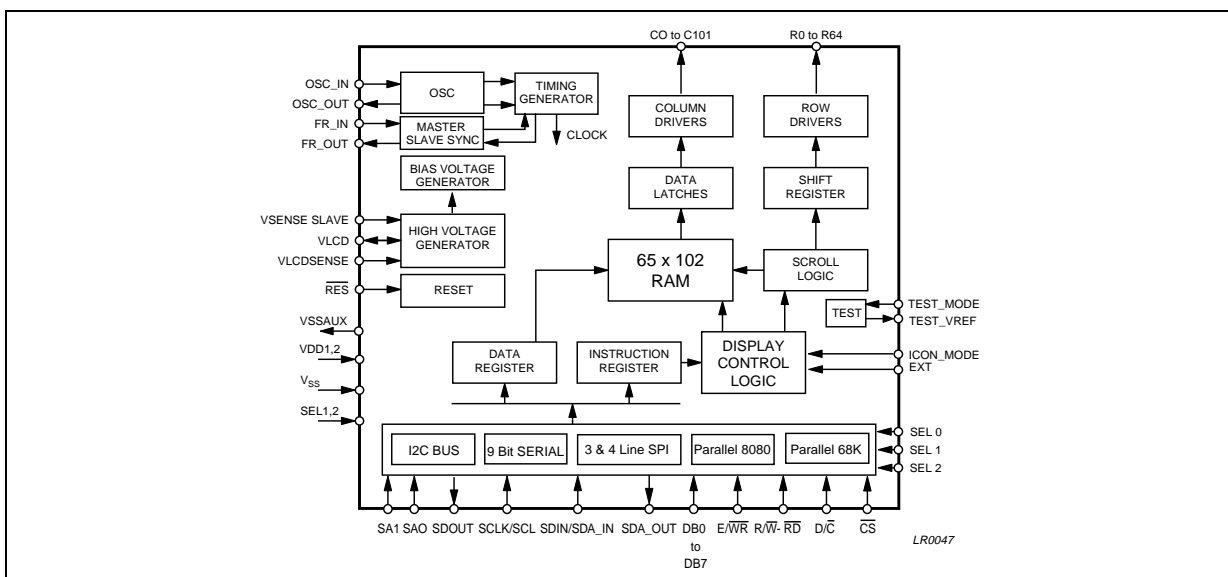 CO to C101
R0 to R64
OSC_IN
OSC_OUT
FR_IN
FR_OUT
OSC
TIMING
GENERATOR
MASTER
SLAVE SYNC
CLOCK
BIAS VOLTAGE
GENERATOR
VSENSE SLAVE
VLCD
VLCDSENSE
HIGH VOLTAGE
GENERATOR
RES
RESET
VSSAUX
VDD1,2
VSS
SEL1,2
COLUMN
DRIVERS
ROW
DRIVERS
DATA
LATCHES
SHIFT
REGISTER
65 x 102
RAM
SCROLL
LOGIC
TEST
TEST_MODE
TEST_VREF
DATA
REGISTER
INSTRUCTION
REGISTER
DISPLAY
CONTROL
LOGIC
ICON_MODE
EXT
I2C BUS
9 Bit SERIAL
3 & 4 Line SPI
Parallel 8080
Parallel 68K
SEL 0
SEL 1
SEL 2
SA1 SAO SDOUT SCLK/SCL SDIN/SDA_IN SDA_OUT DB0 E/WR R/W- RD D/C CS
to
DB7
LR0047